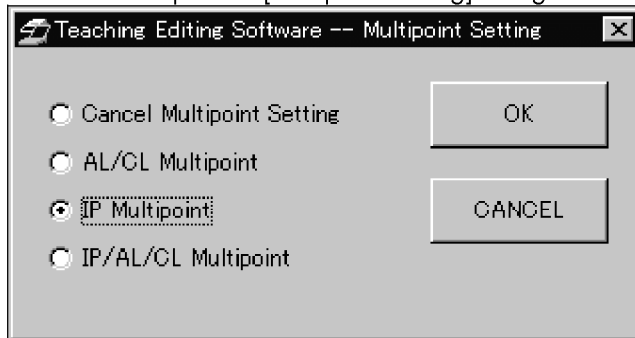 Teaching Editing Software -- Multipoint Setting
Cancel Multipoint Setting
OK
AL/CL Multipoint
IP Multipoint
CANCEL
IP/AL/CL Multipoint